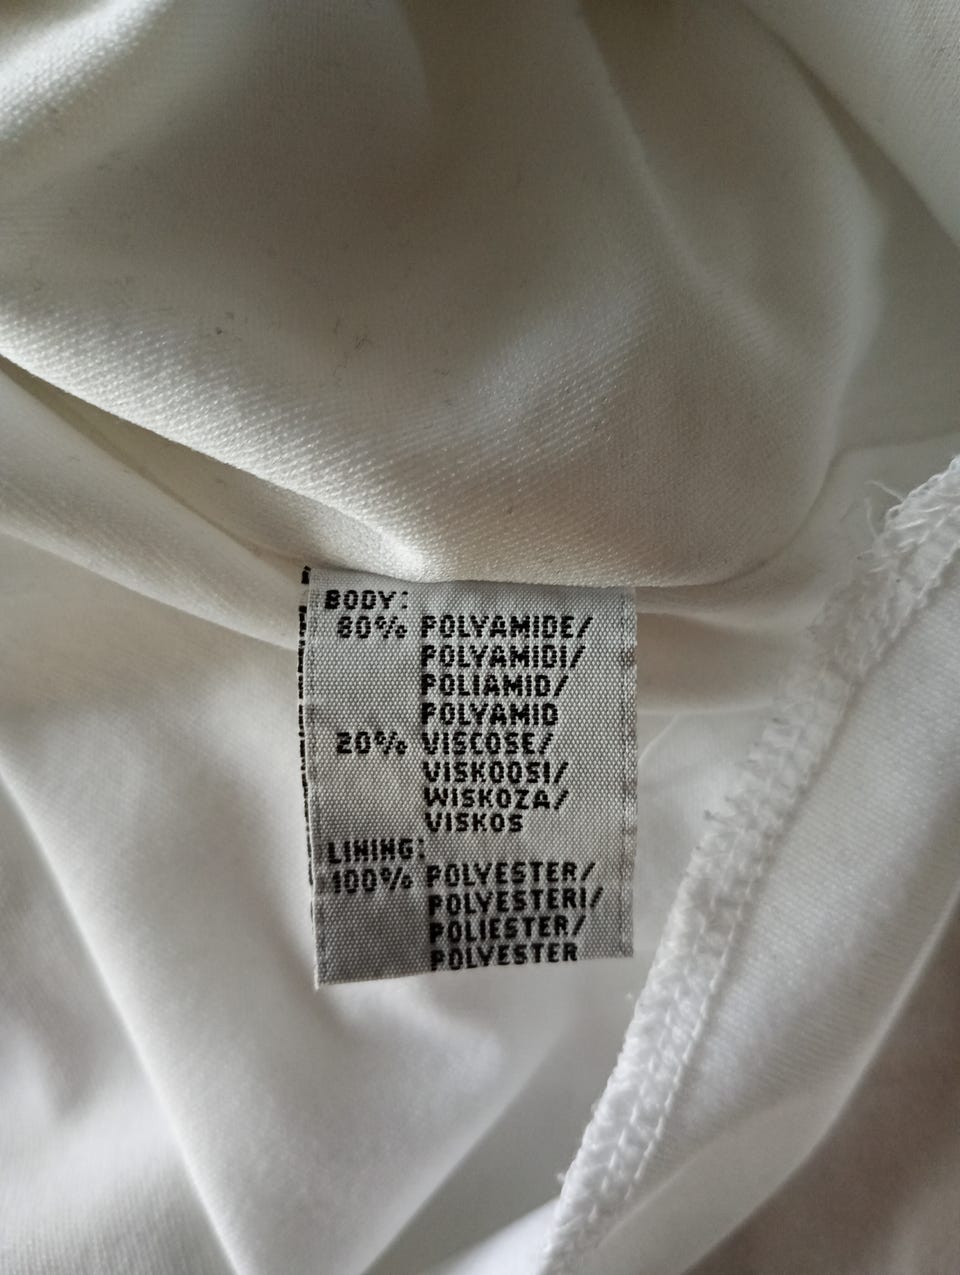 BODY:
80% POLYAMIDE/
POLYAMIDI/
POLIAMID/
POLYAMID
20% VISCOSE/
VISKOOSI/
WISKOZA/
VISKOS
LINING:
100% POLYESTER/
POLYESTERI/
POLIESTER/
POLYESTER